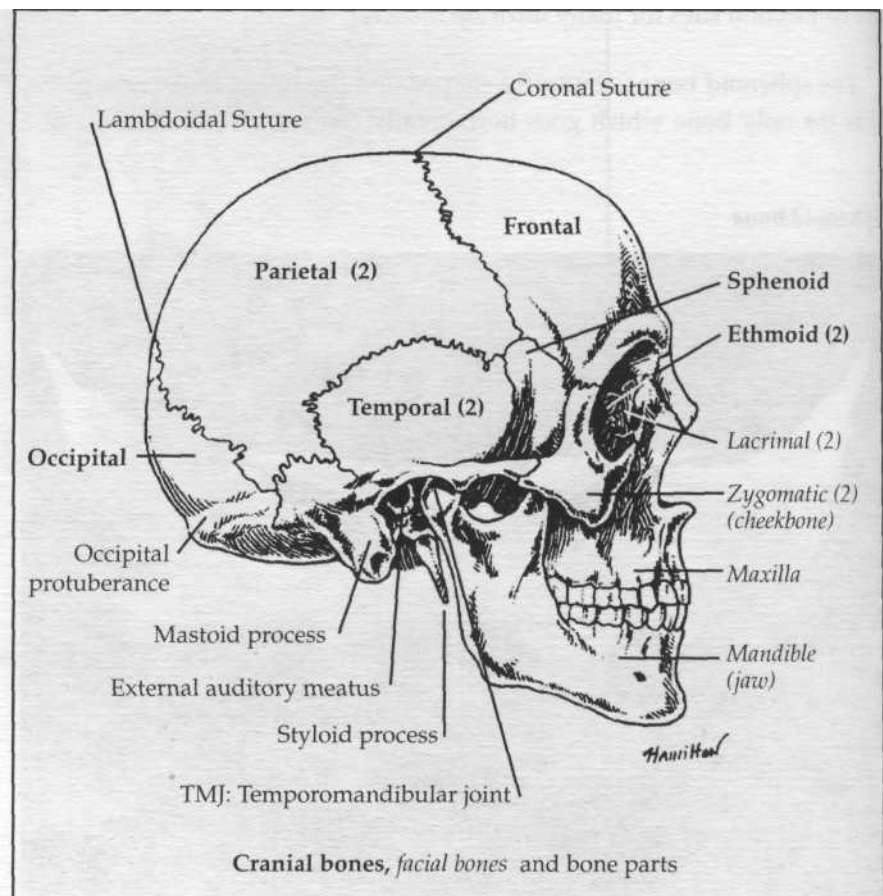 Coronal Suture
Lambdoidal Suture
Frontal
Parietal (2)
Sphenoid
Ethmoid (2)
Temporal (2)
Lacrimal (2)
Occipital
Zygomatic (2)
(cheekbone)
Occipital
protuberance
Maxilla
Mastoid process
Mandible
(jaw)
External auditory meatus
Styloid process
Hamilton
TMJ: Temporomandibular joint
Cranial bones, facial bones and bone parts